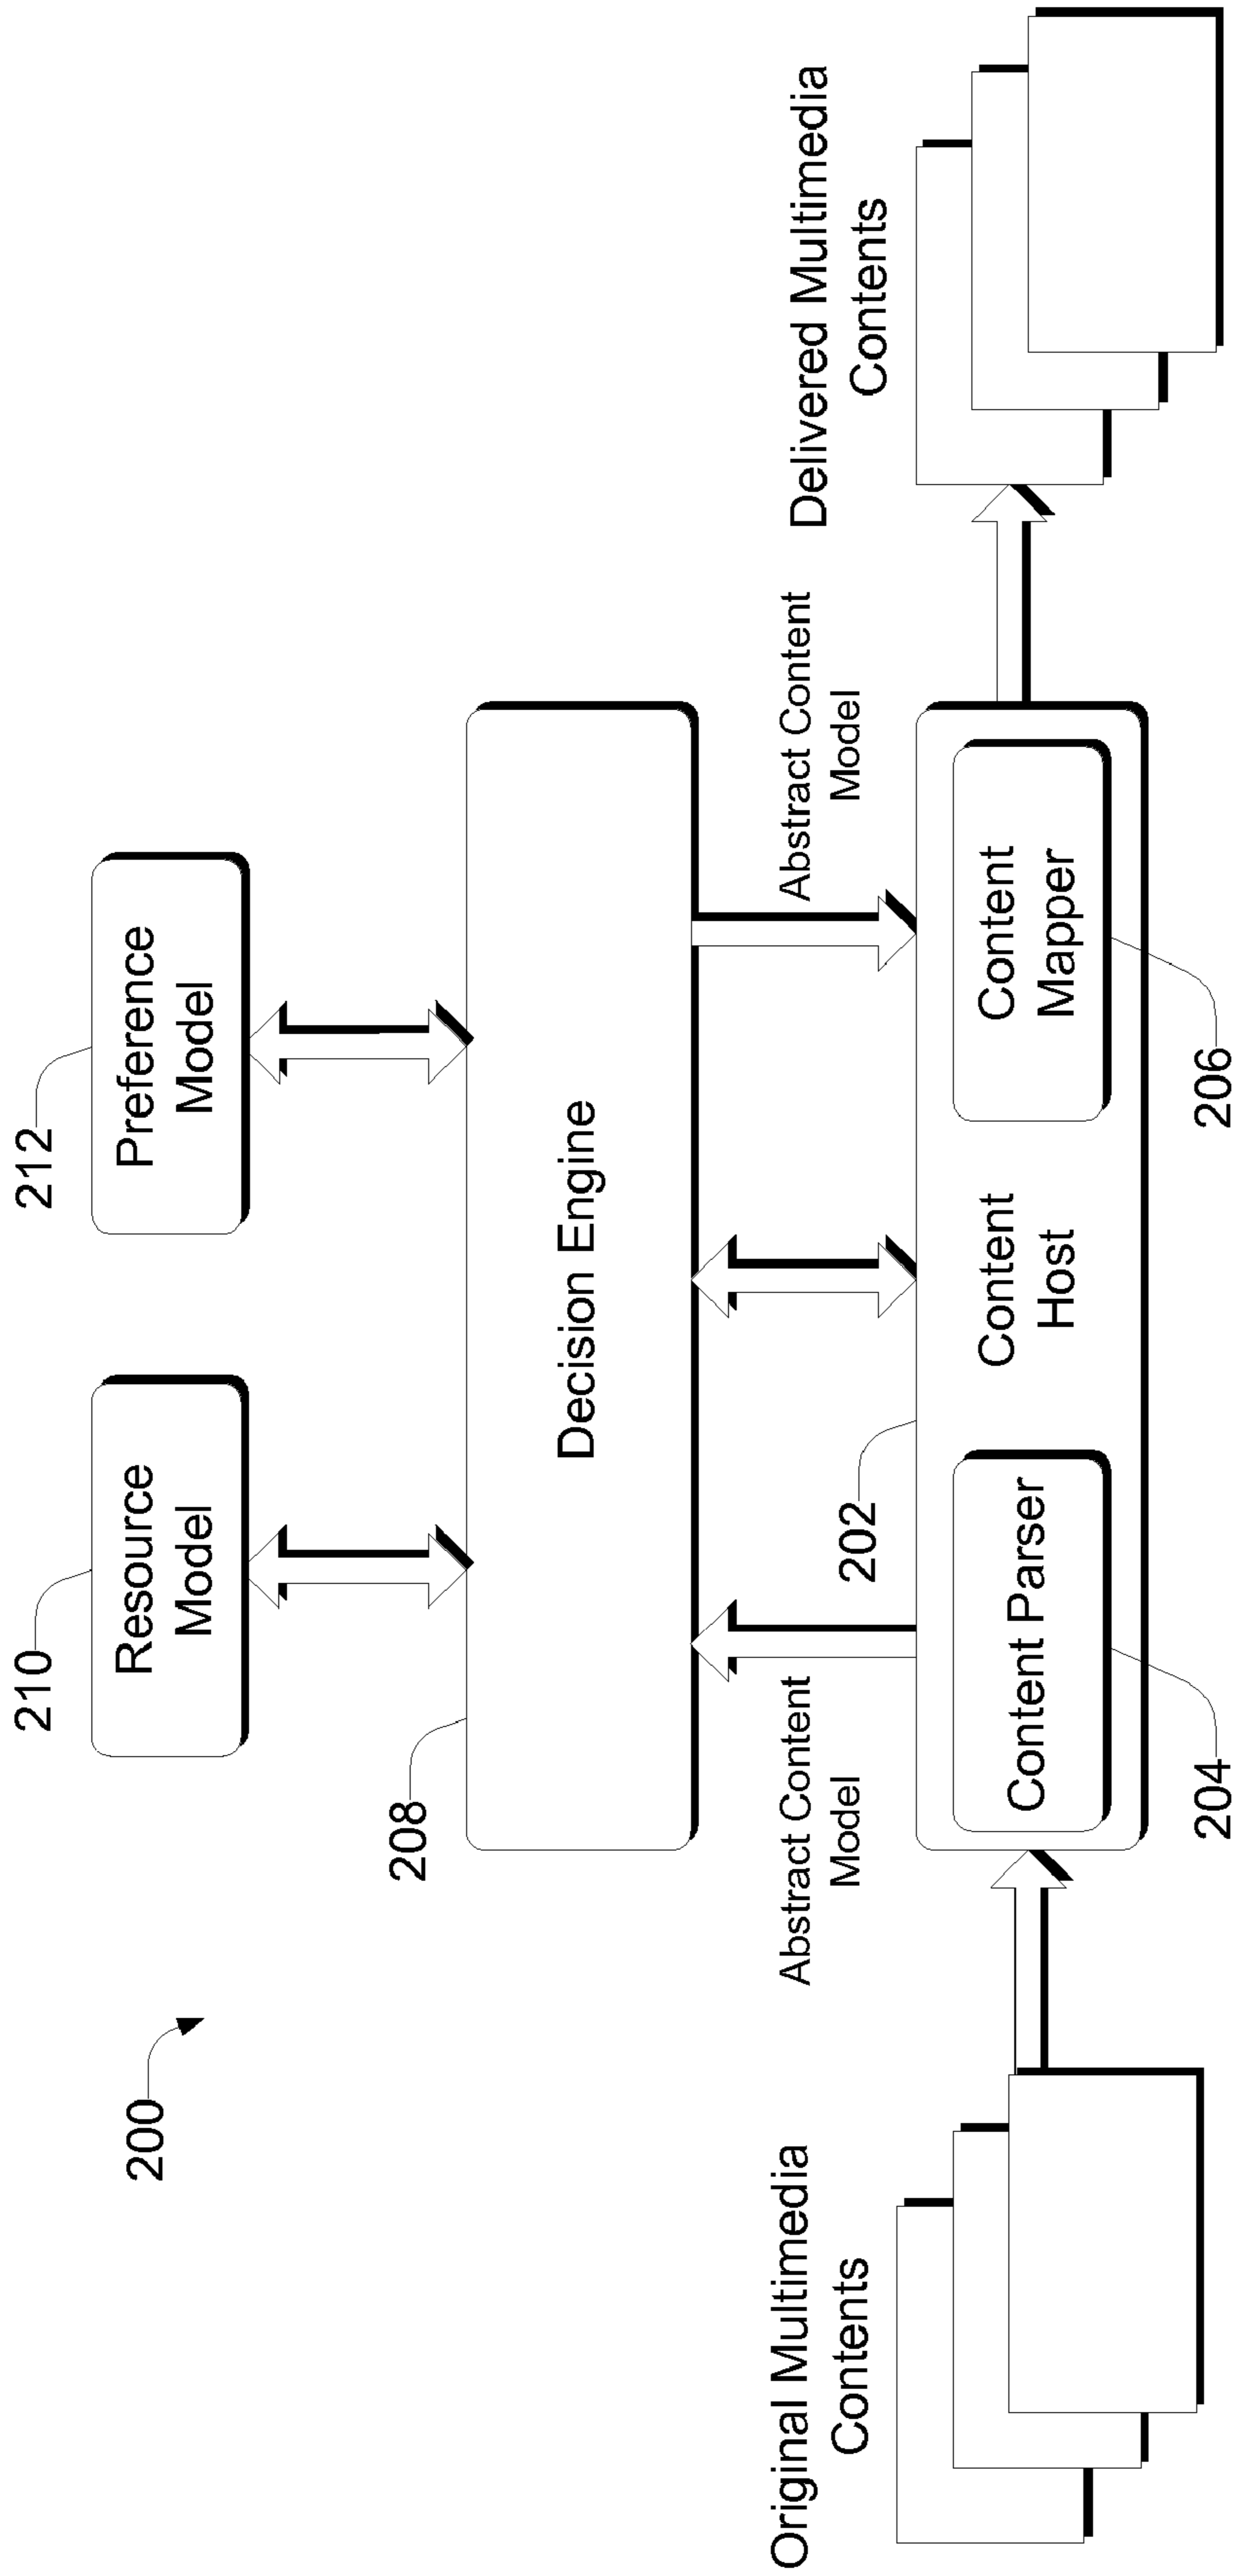 200
210
Resource
Model
212
Preference
Model
208
Decision Engine
Original Multimedia
Contents
Abstract Content
Model
Abstract Content
Model
Delivered Multimedia
Contents
202
Content Parser
Content
Host
Content
Mapper
204
206